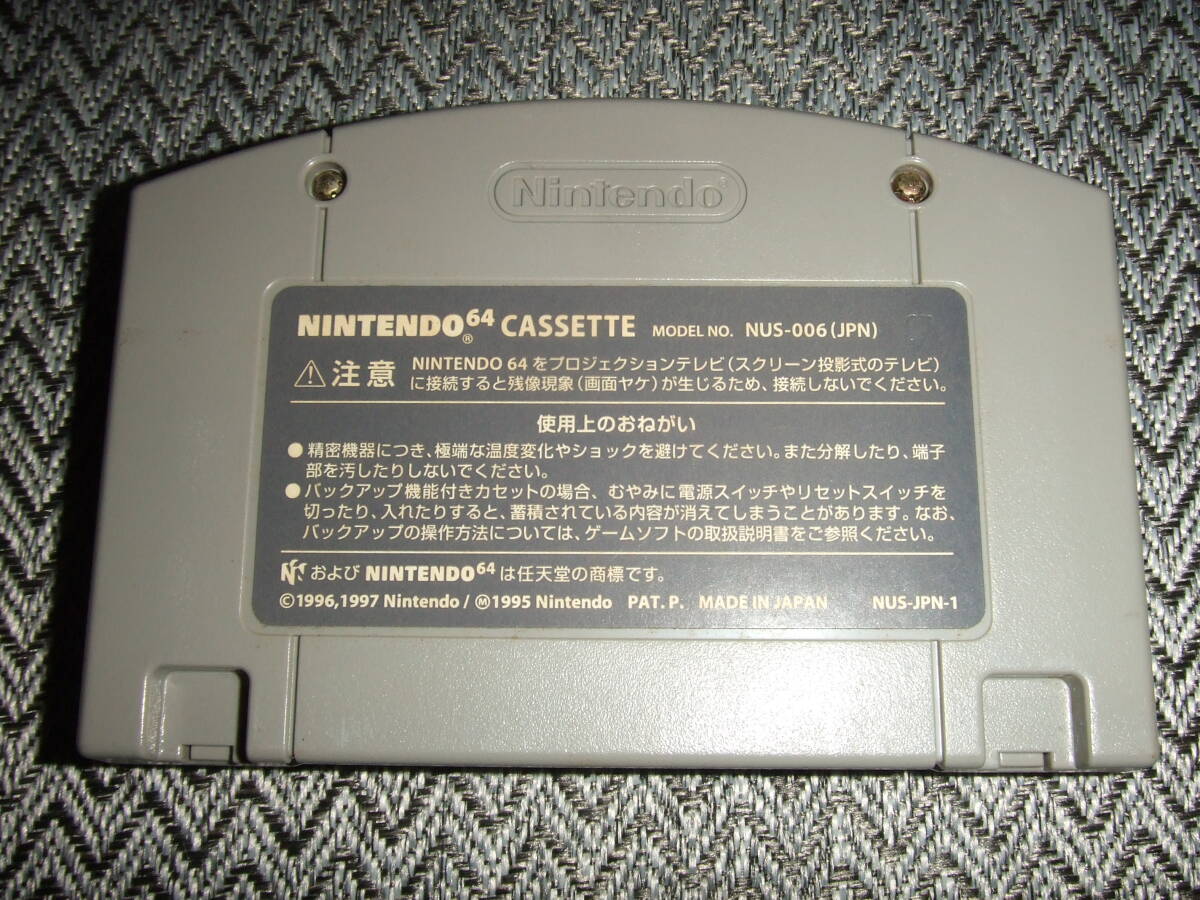 Nintendo®
NINTENDO64® CASSETTE MODEL NO. NUS-006(JPN)
⚠注意 NINTENDO 64をプロジェクションテレビ(スクリーン投影式のテレビ)
に接続すると残像現象(画面ヤケ)が生じるため、接続しないでください。
使用上のおねがい
●精密機器につき、極端な温度変化やショックを避けてください。また分解したり、端子
部を汚したりしないでください。
●バックアップ機能付きカセットの場合、むやみに電源スイッチやリセットスイッチを
切ったり、入れたりすると、蓄積されている内容が消えてしまうことがあります。なお、
バックアップの操作方法については、ゲームソフトの取扱説明書をご参照ください。
および NINTENDO64 は任天堂の商標です。
©1996,1997 Nintendo/Ⓜ1995 Nintendo PAT. P. MADE IN JAPAN NUS-JPN-1